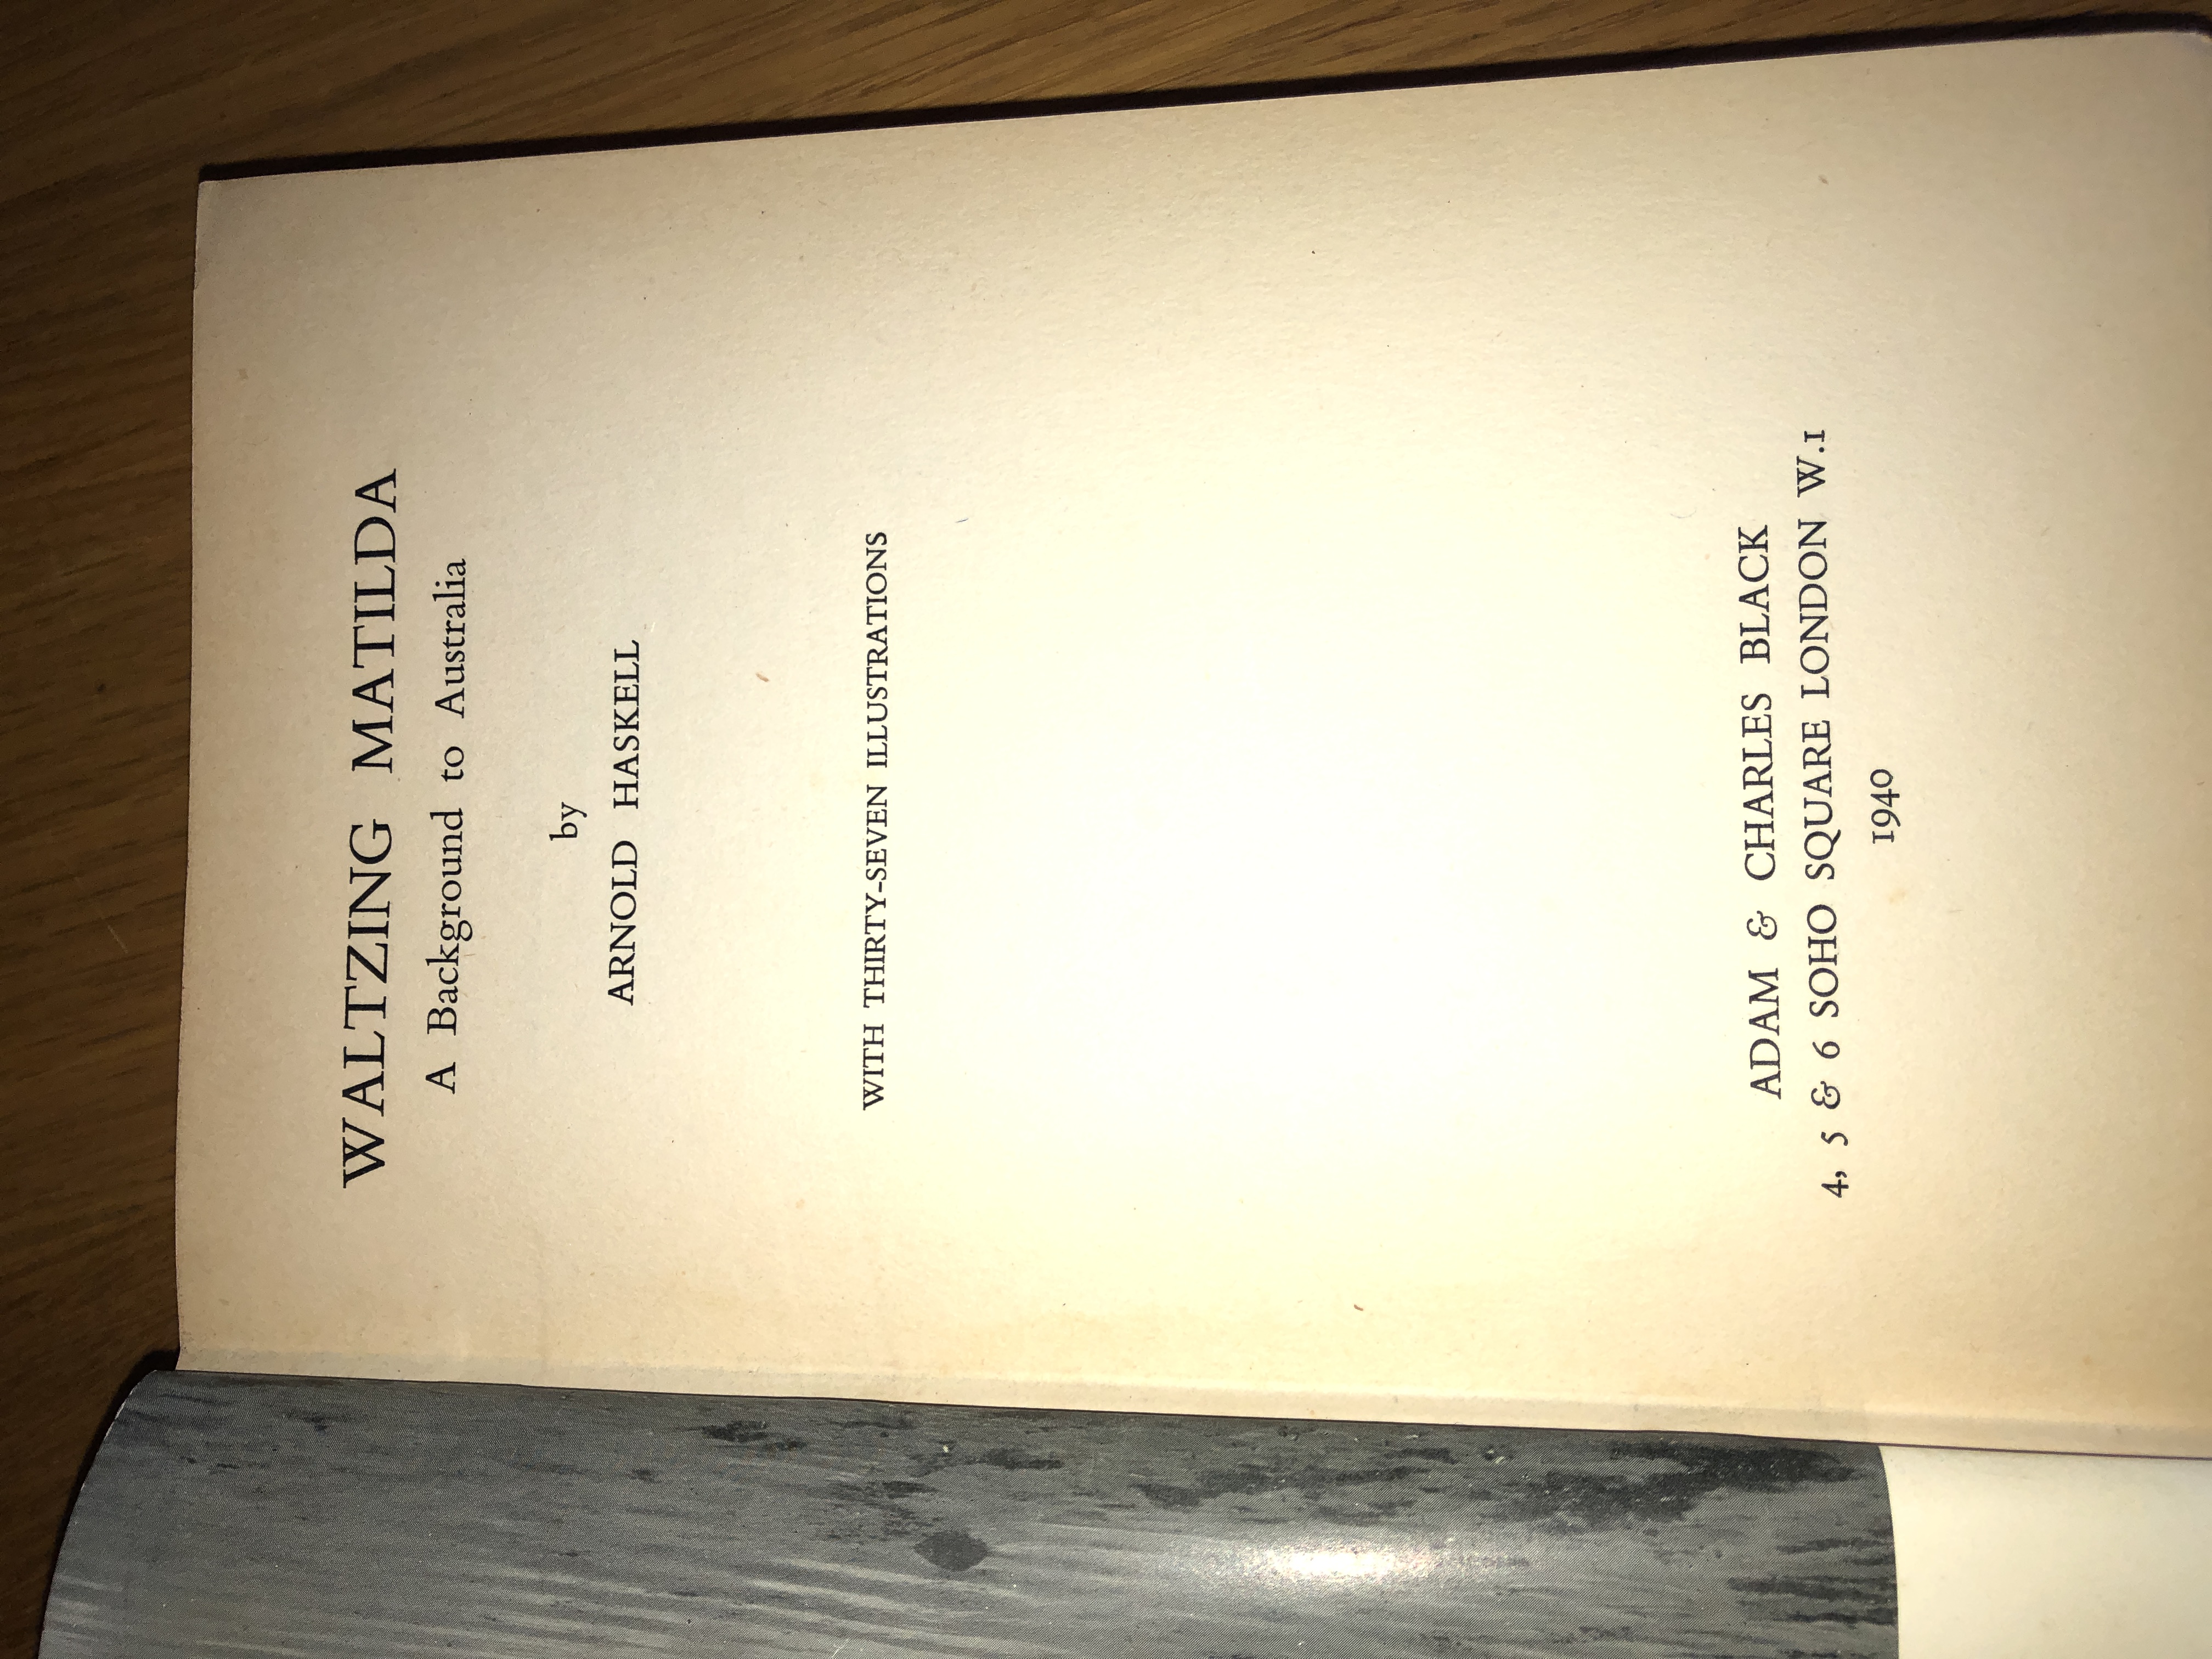 WALTZING MATILDA
A Background to Australia
by
ARNOLD HASKELL
WITH THIRTY-SEVEN ILLUSTRATIONS
ADAM & CHARLES BLACK
4, 5 & 6 SOHO SQUARE LONDON W.1
1940